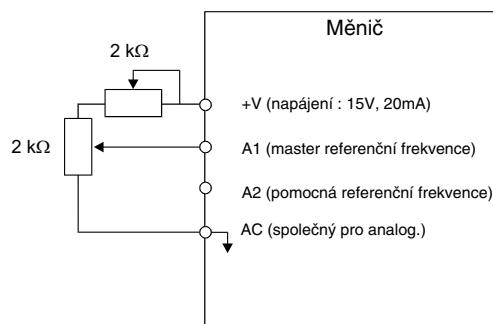 Měnič
2 kΩ
+V (napájení : 15V, 20mA)
2 kΩ
A1 (master referenční frekvence)
A2 (pomocná referenční frekvence)
AC (společný pro analog.)